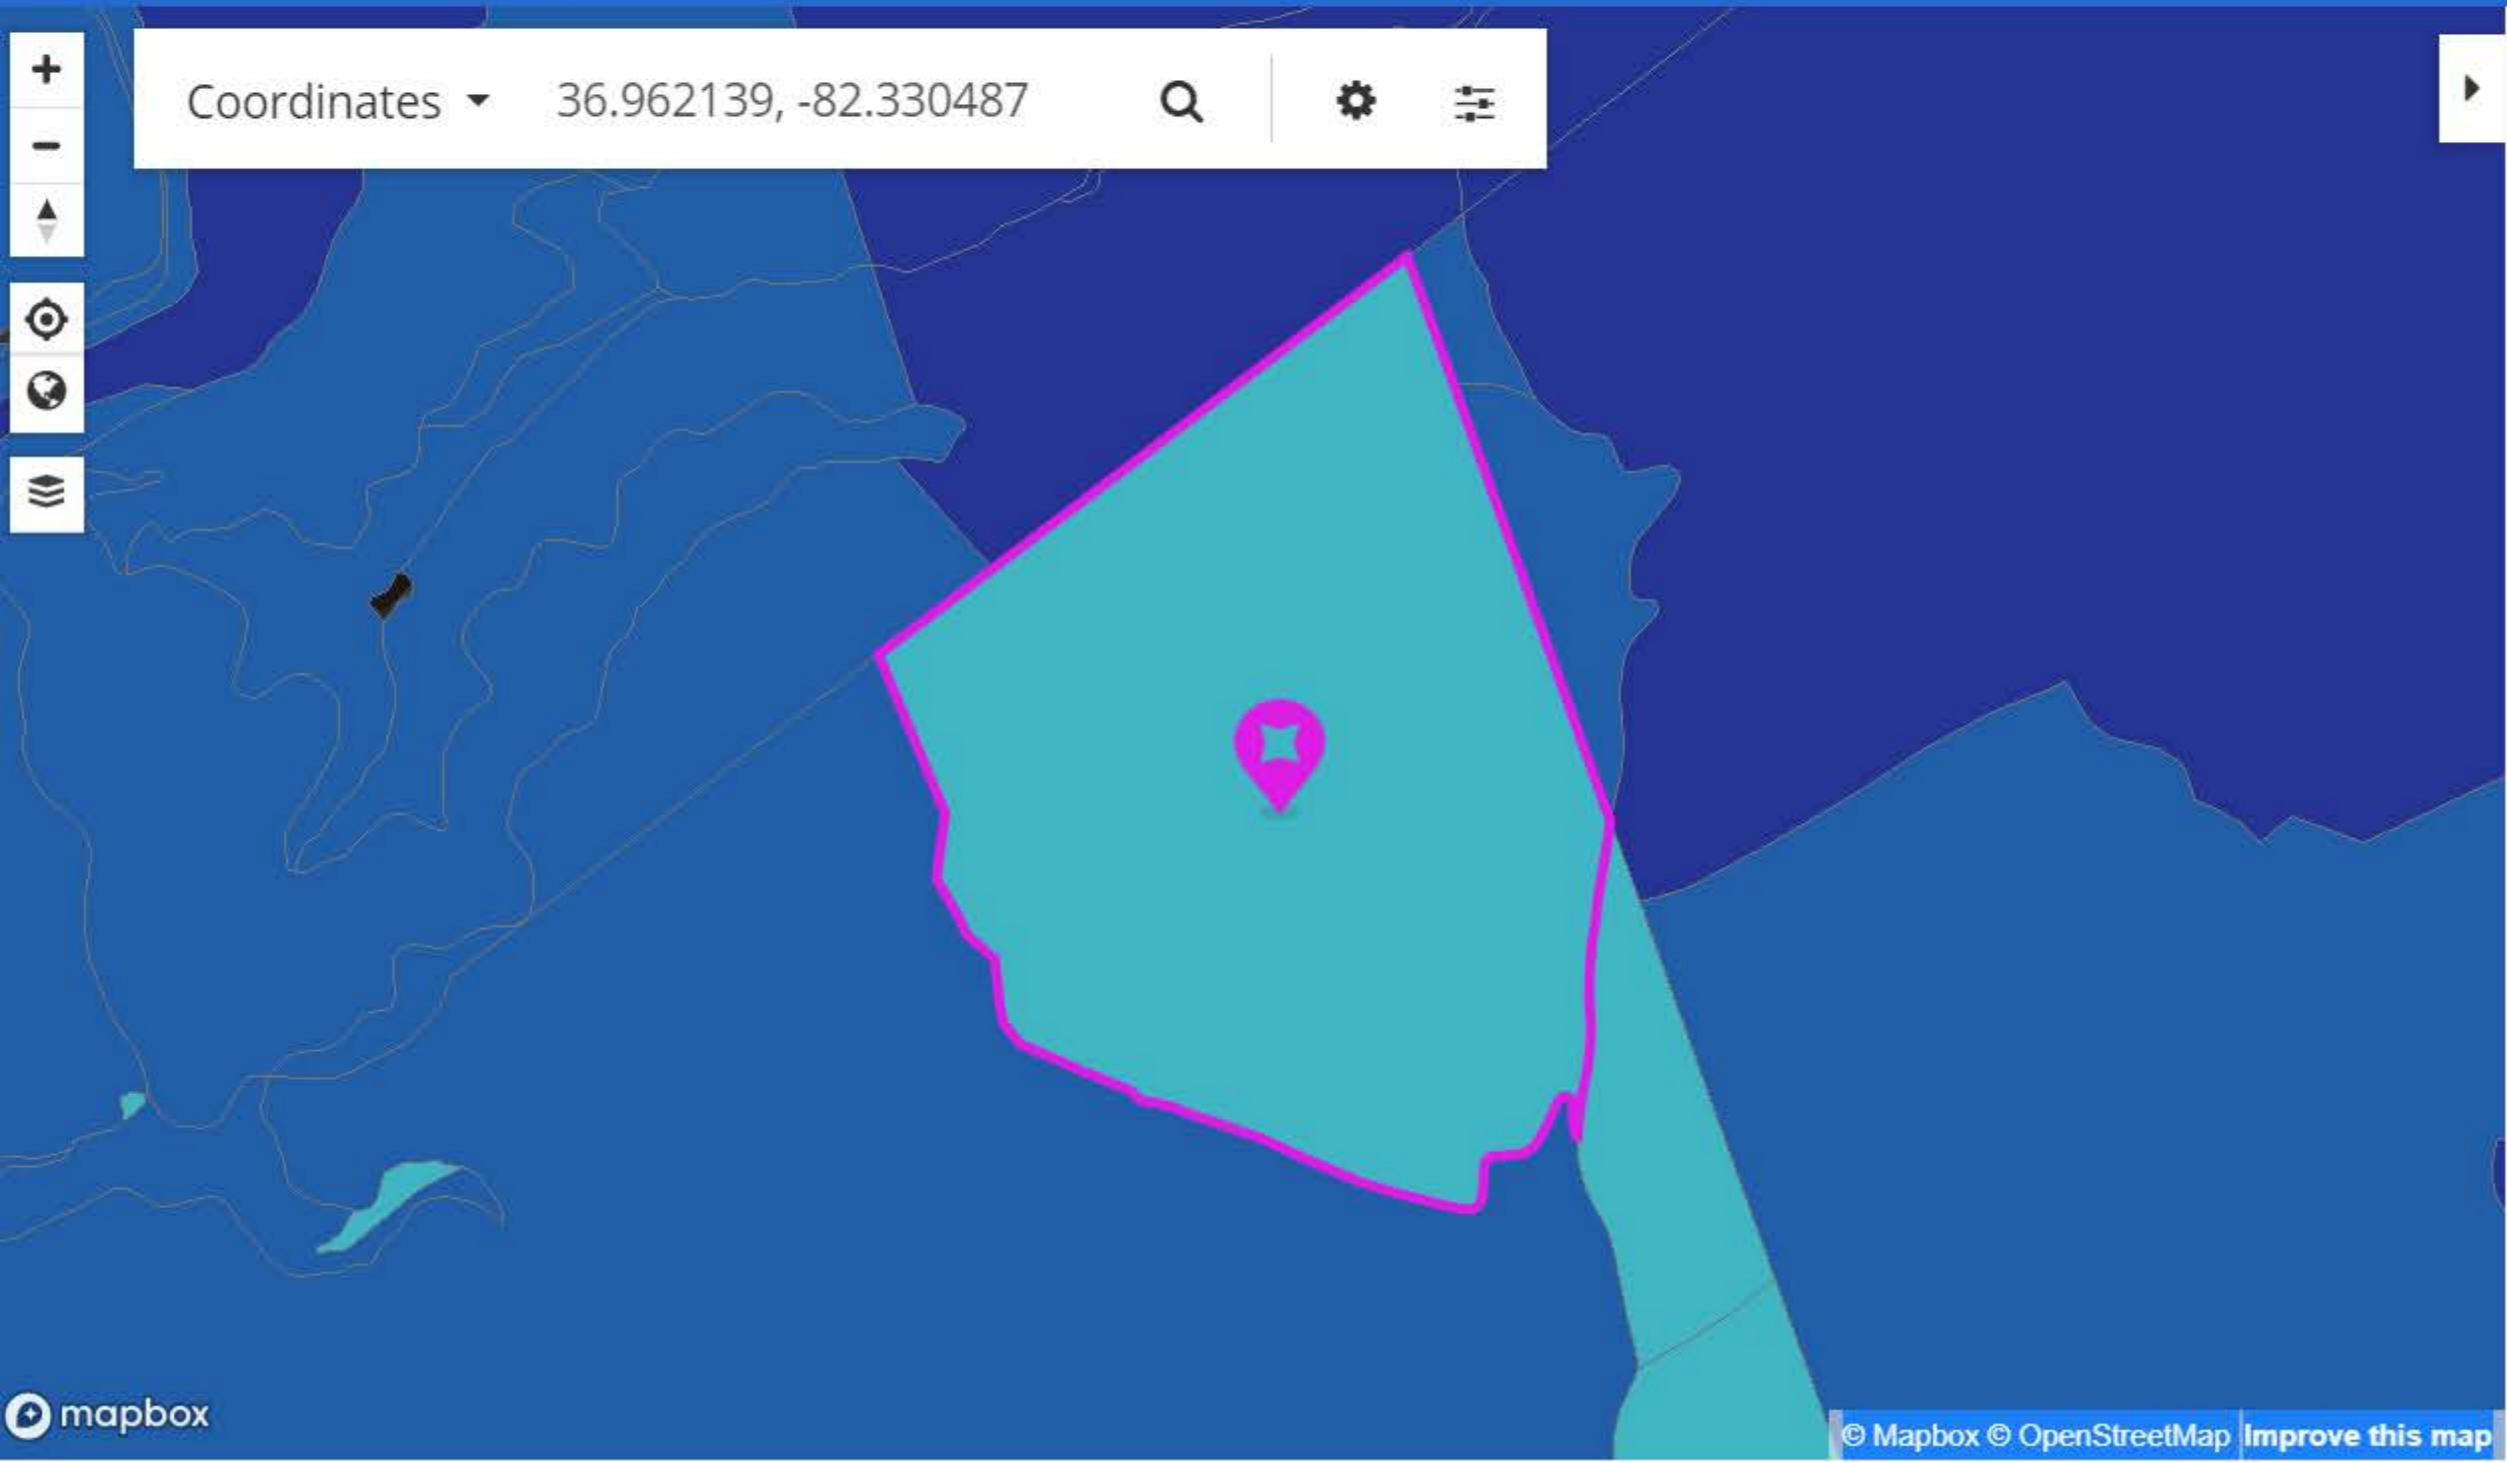 Coordinates 36.962139, -82.330487
mapbox
© Mapbox © OpenStreetMap Improve this map